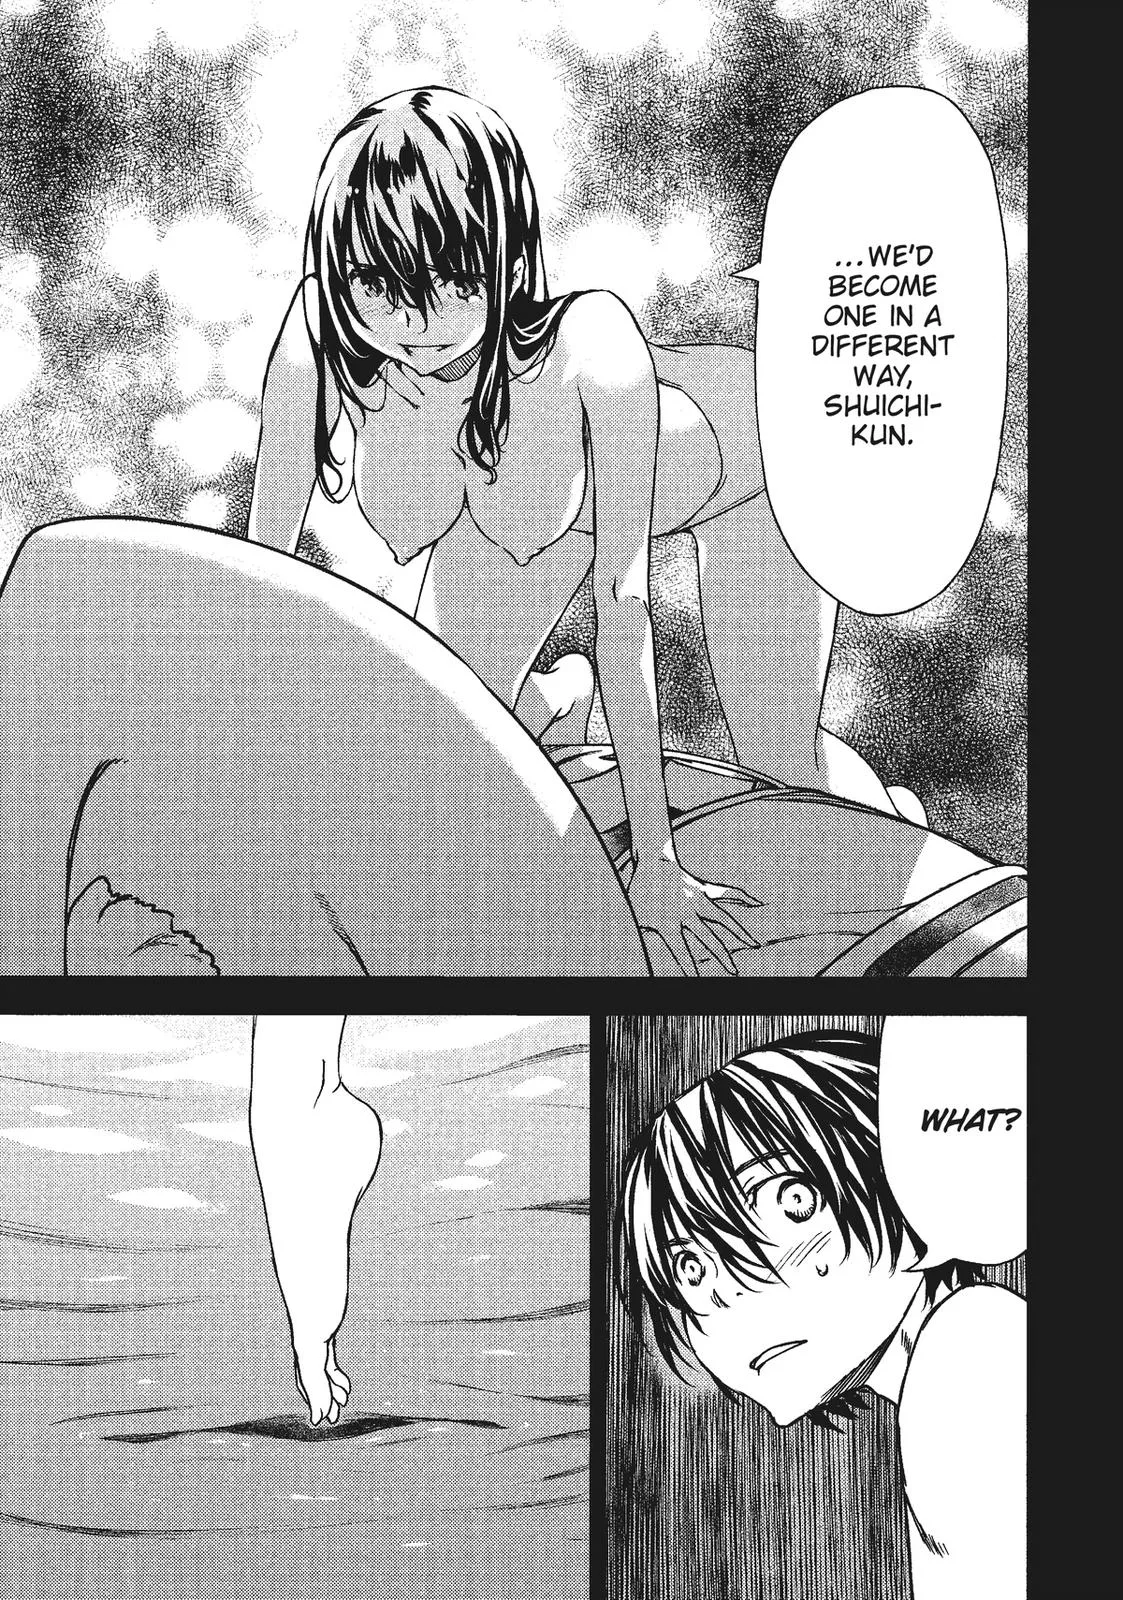 ...WE'D
BECOME
ONE IN A
DIFFERENT
WAY,
SHUICHI-
KUN.
WHAT?